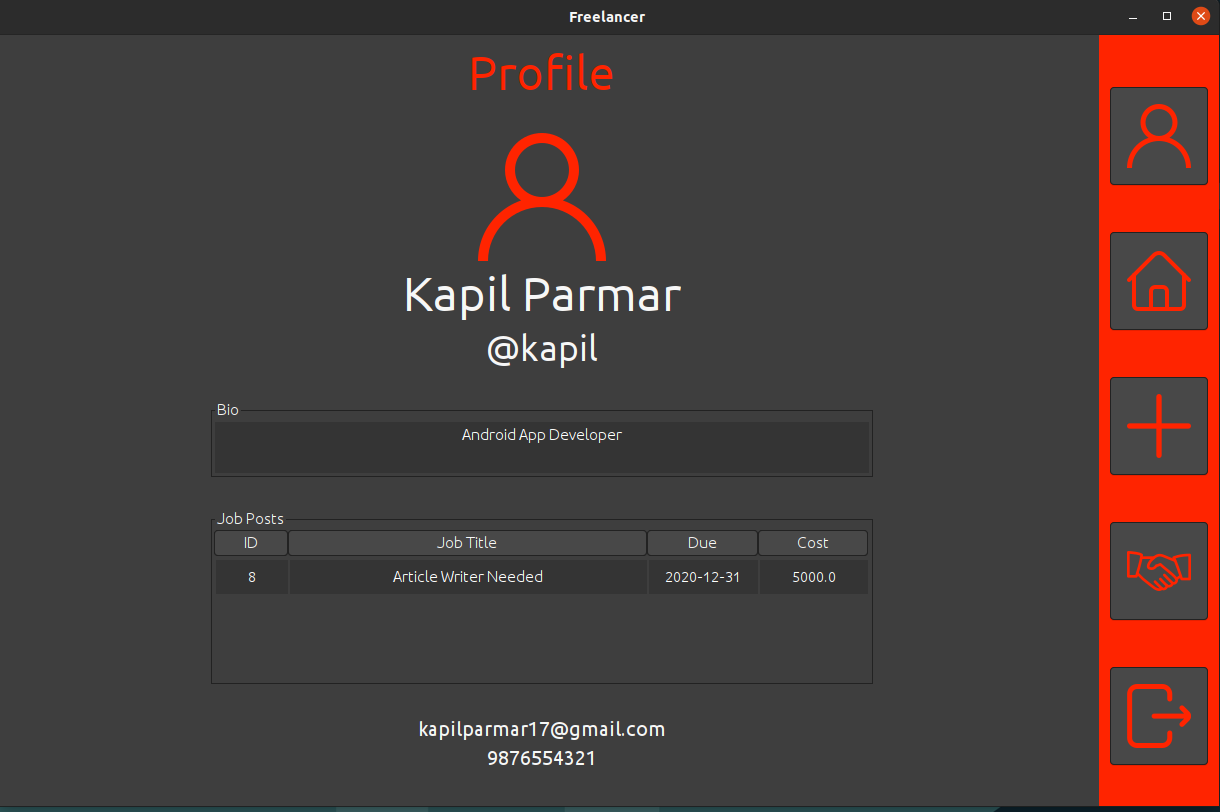 Freelancer
Profile
Kapil Parmar
@kapil
Bio
Android App Developer
Job Posts
ID Job Title Due Cost
8 Article Writer Needed 2020-12-31 5000.0
kapilparmar17@gmail.com
9876554321